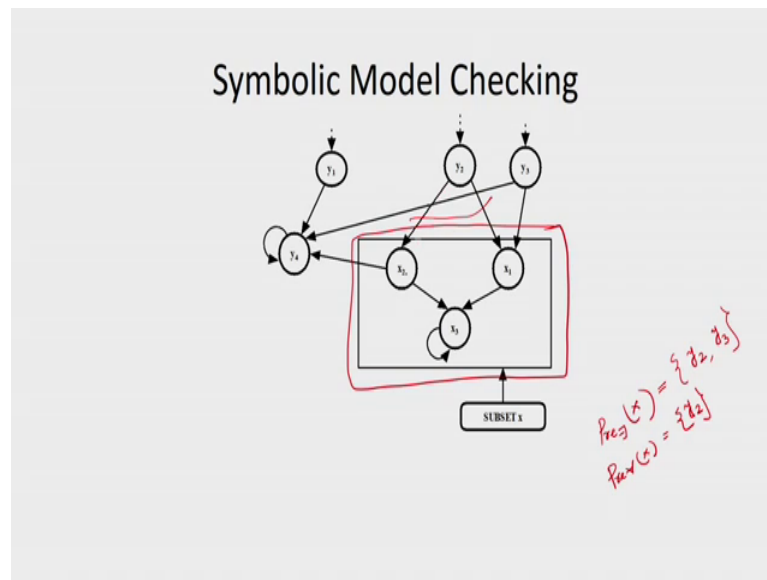 Symbolic Model Checking
y₁
y₂
y₃
y₄
x₂,
x₁
x₃
SUBSET x
Pre∃(x) = {y₂, y₃}
Pre∀(x) = {y₂}